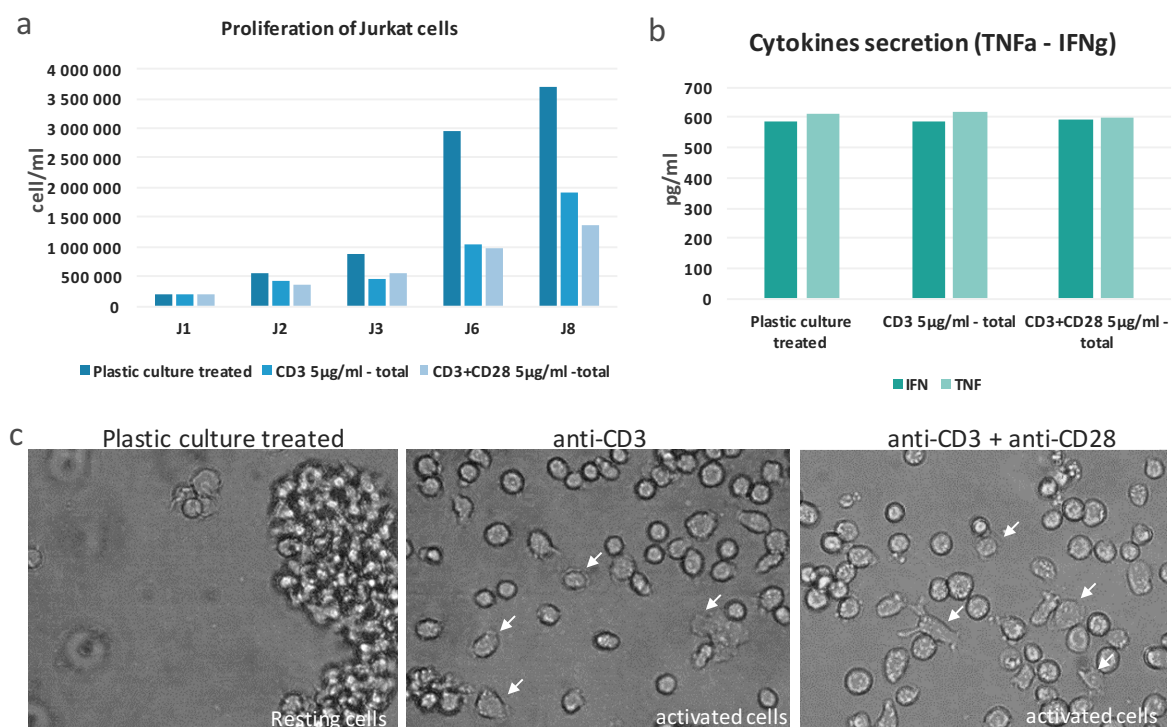 a
Proliferation of Jurkat cells
cell/ml
4 000 000
3 500 000
3 000 000
2 500 000
2 000 000
1 500 000
1 000 000
500 000
0
J1 J2 J3 J6 J8
Plastic culture treated CD3 5µg/ml - total CD3+CD28 5µg/ml -total
b
Cytokines secretion (TNFa - IFNg)
pg/ml
700
600
500
400
300
200
100
0
Plastic culture
treated
CD3 5µg/ml - total
CD3+CD28 5µg/ml -
total
IFN TNF
c
Plastic culture treated
anti-CD3
anti-CD3 + anti-CD28
Resting cells
activated cells
activated cells